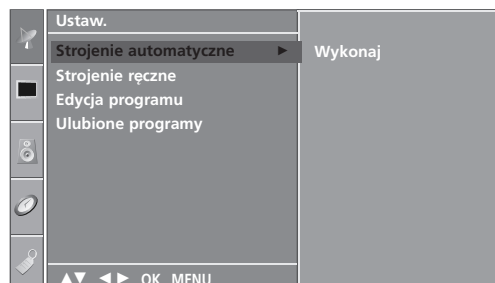 Ustaw.
Strojenie automatyczne ► Wykonaj
Strojenie ręczne
Edycja programu
Ulubione programy
▲▼ ◄► OK MENU